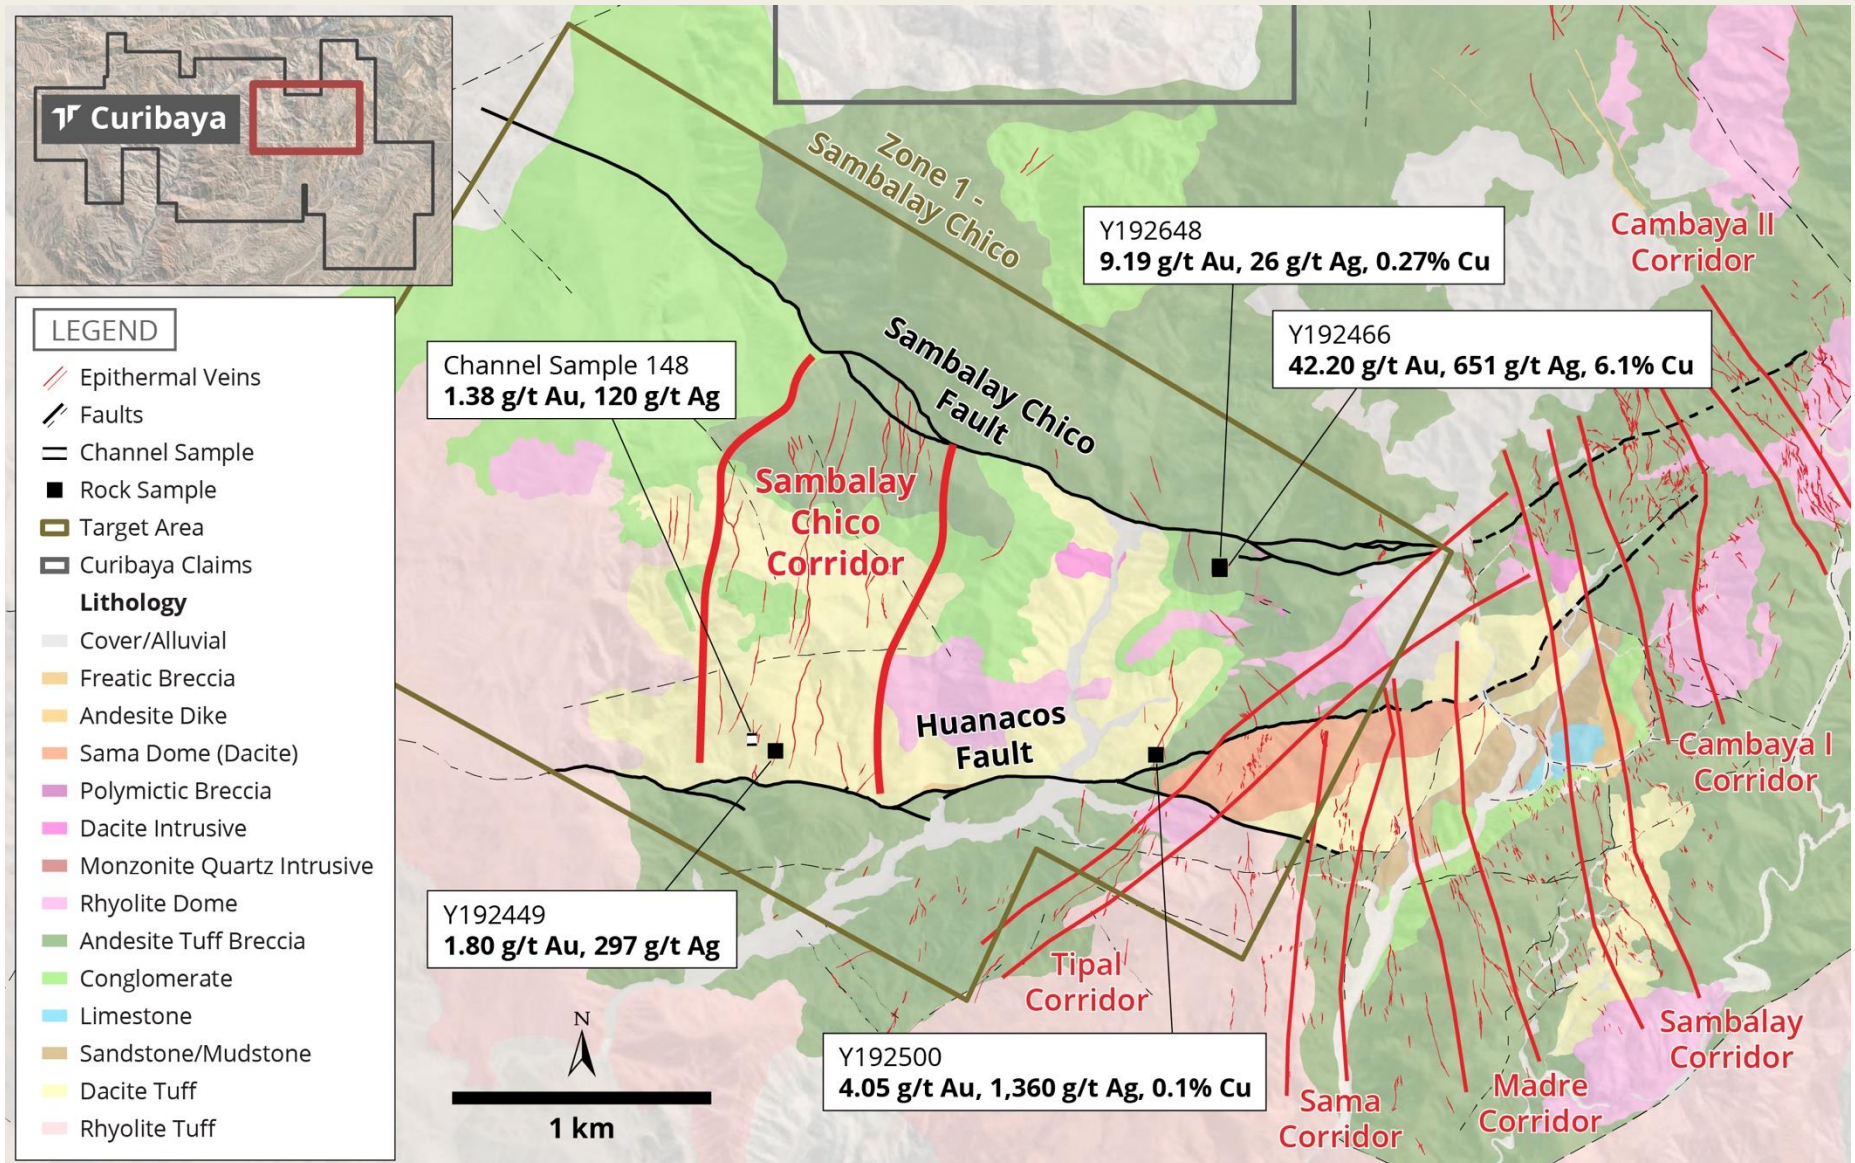 Curibaya
LEGEND
Epithermal Veins
Faults
Channel Sample
Rock Sample
Target Area
Curibaya Claims
Lithology
Cover/Alluvial
Freatic Breccia
Andesite Dike
Sama Dome (Dacite)
Polymictic Breccia
Dacite Intrusive
Monzonite Quartz Intrusive
Rhyolite Dome
Andesite Tuff Breccia
Conglomerate
Limestone
Sandstone/Mudstone
Dacite Tuff
Rhyolite Tuff
Zone 1 -
Sambalay Chico
Y192648
9.19 g/t Au, 26 g/t Ag, 0.27% Cu
Cambaya II
Corridor
Y192466
42.20 g/t Au, 651 g/t Ag, 6.1% Cu
Channel Sample 148
1.38 g/t Au, 120 g/t Ag
Sambalay Chico
Fault
Sambalay
Chico
Corridor
Huanacos
Fault
Cambaya I
Corridor
Y192449
1.80 g/t Au, 297 g/t Ag
Tipal
Corridor
Y192500
4.05 g/t Au, 1,360 g/t Ag, 0.1% Cu
Sambalay
Corridor
Madre
Corridor
Sama
Corridor
N
1 km